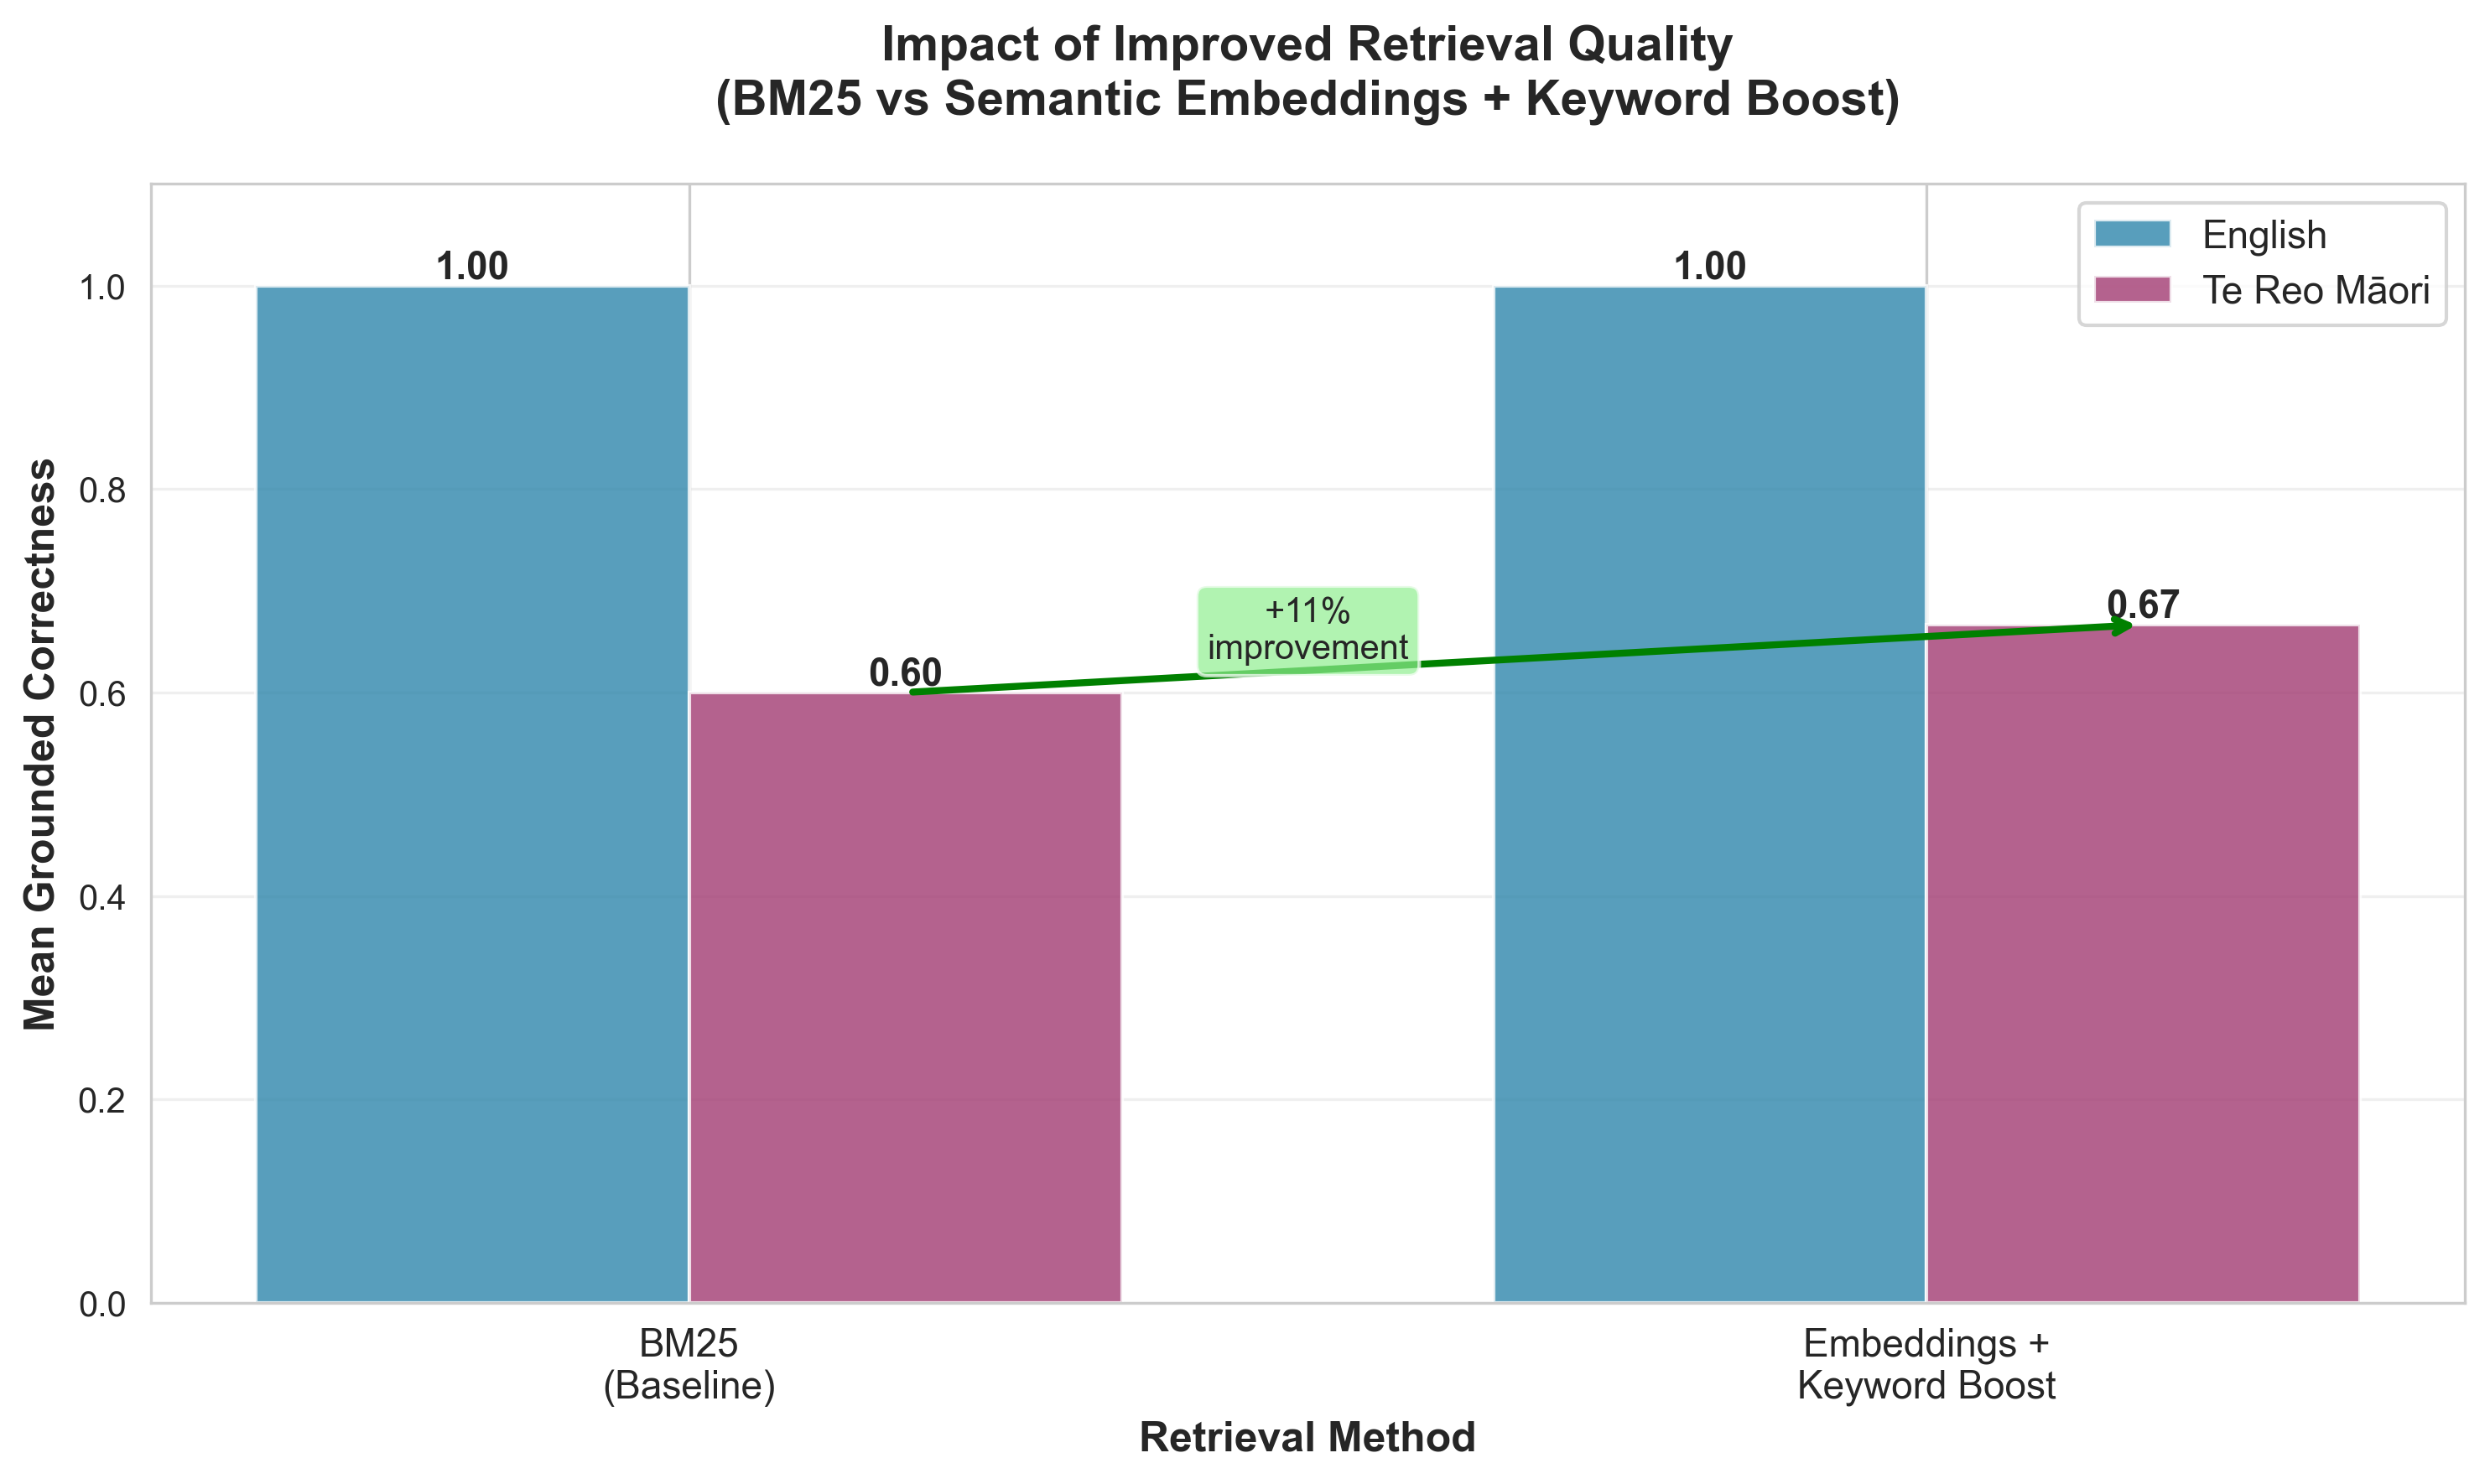 Impact of Improved Retrieval Quality
(BM25 vs Semantic Embeddings + Keyword Boost)
English
Te Reo Māori
Mean Grounded Correctness
1.0
0.8
0.6
0.4
0.2
0.0
1.00
0.60
+11%
improvement
1.00
0.67
BM25
(Baseline)
Embeddings +
Keyword Boost
Retrieval Method